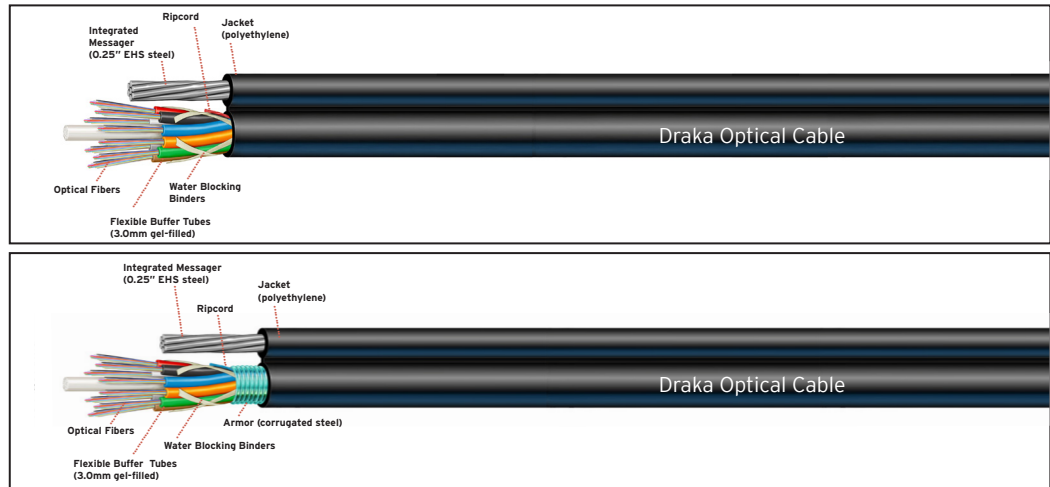 Ripcord
Jacket
(polyethylene)
Integrated
Messager
(0.25" EHS steel)
Draka Optical Cable
Optical Fibers
Water Blocking
Binders
Flexible Buffer Tubes
(3.0mm gel-filled)
Integrated Messager
(0.25" EHS steel)
Jacket
(polyethylene)
Ripcord
Draka Optical Cable
Armor (corrugated steel)
Optical Fibers
Water Blocking Binders
Flexible Buffer Tubes
(3.0mm gel-filled)